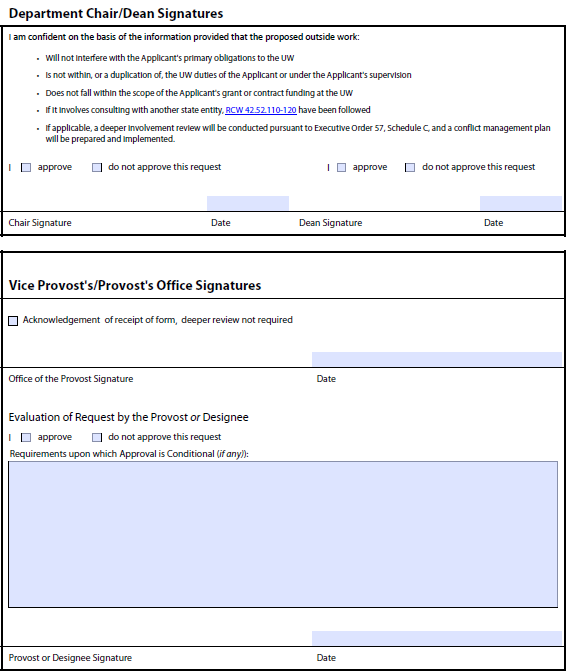 Department Chair/Dean Signatures
I am confident on the basis of the information provided that the proposed outside work:
• Will not interfere with the Applicant's primary obligations to the UW
• Is not within, or a duplication of, the UW duties of the Applicant or under the Applicant's supervision
• Does not fall within the scope of the Applicant's grant or contract funding at the UW
• If it involves consulting with another state entity, RCW 42.52.110-120 have been followed
• If applicable, a deeper involvement review will be conducted pursuant to Executive Order 57, Schedule C, and a conflict management plan
will be prepared and implemented.
I approve do not approve this request I approve do not approve this request
Chair Signature Date Dean Signature Date
Vice Provost's/Provost's Office Signatures
Acknowledgement of receipt of form, deeper review not required
Office of the Provost Signature Date
Evaluation of Request by the Provost or Designee
I approve do not approve this request
Requirements upon which Approval is Conditional (if any)):
Provost or Designee Signature Date